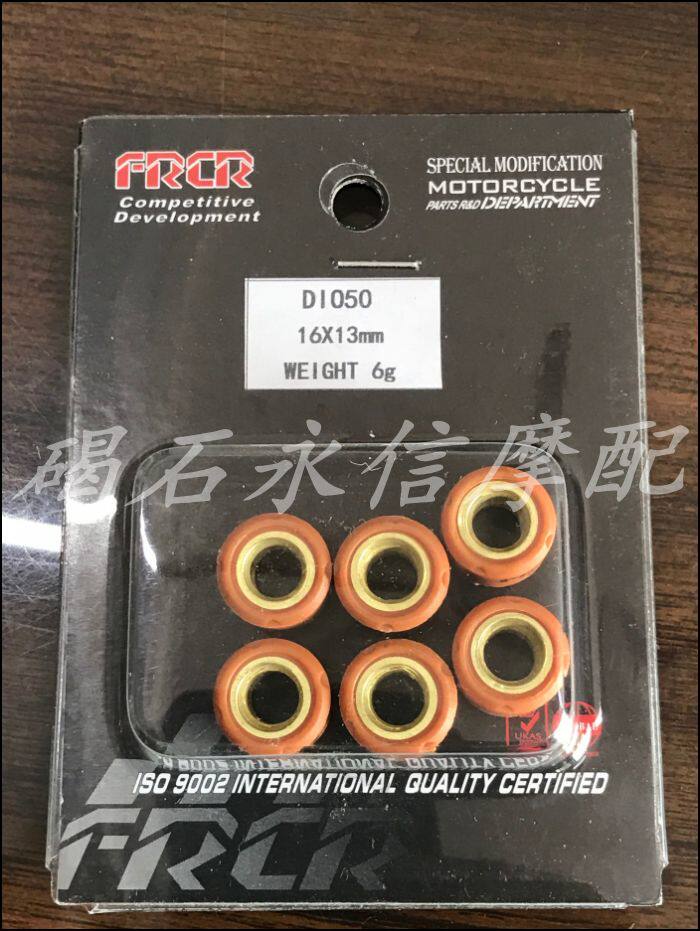 FRCR
Competitive
Development
SPECIAL MODIFICATION
MOTORCYCLE
PARTS R&D DEPARTMENT
DIO50
16X13mm
WEIGHT 6g
碣石永信摩配
UKAS
ISO 9002 INTERNATIONAL QUALITY CERTIFIED
FRCR